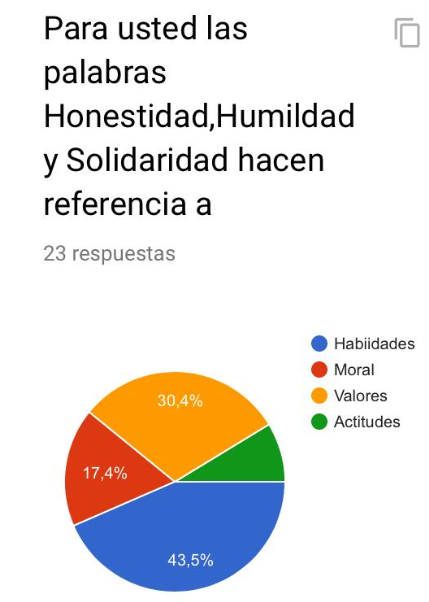 Para usted las
palabras
Honestidad,Humildad
y Solidaridad hacen
referencia a
23 respuestas
Habiidades
Moral
Valores
Actitudes
30,4%
17,4%
43,5%